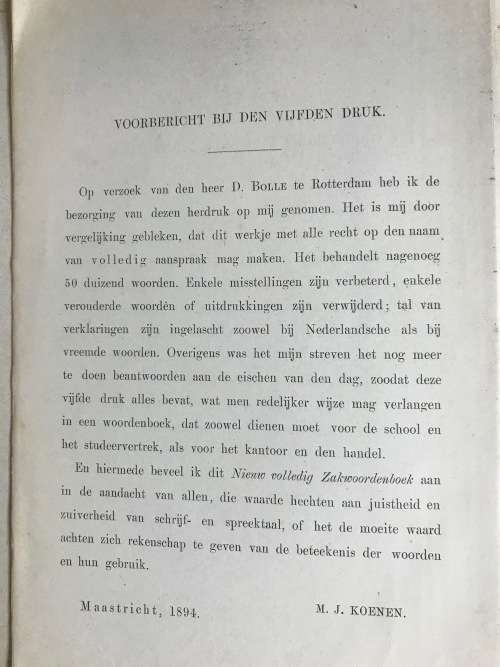 VOORBERICHT BIJ DEN VIJFDEN DRUK.
Op verzoek van den heer D. BOLLE te Rotterdam heb ik de
bezorging van dezen herdruk op mij genomen. Het is mij door
vergelijking gebleken, dat dit werkje met alle recht op den naam
van volledig aanspraak mag maken. Het behandelt nagenoeg
50 duizend woorden. Enkele misstellingen zijn verbeterd, enkele
verouderde woorden of uitdrukkingen zijn verwijderd; tal van
verklaringen zijn ingelascht zoowel bij Nederlandsche als bij
vreemde woorden. Overigens was het mijn streven het nog meer
te doen beantwoorden aan de eischen van den dag, zoodat deze
vijfde druk alles bevat, wat men redelijker wijze mag verlangen
in een woordenboek, dat zoowel dienen moet voor de school en
het studeervertrek, als voor het kantoor en den handel.
En hiermede beveel ik dit Nieuw volledig Zakwoordenboek aan
in de aandacht van allen, die waarde hechten aan juistheid en
zuiverheid van schrijf- en spreektaal, of het de moeite waard
achten zich rekenschap te geven van de beteekenis der woorden
en hun gebruik.
Maastricht, 1894.
M. J. KOENEN.